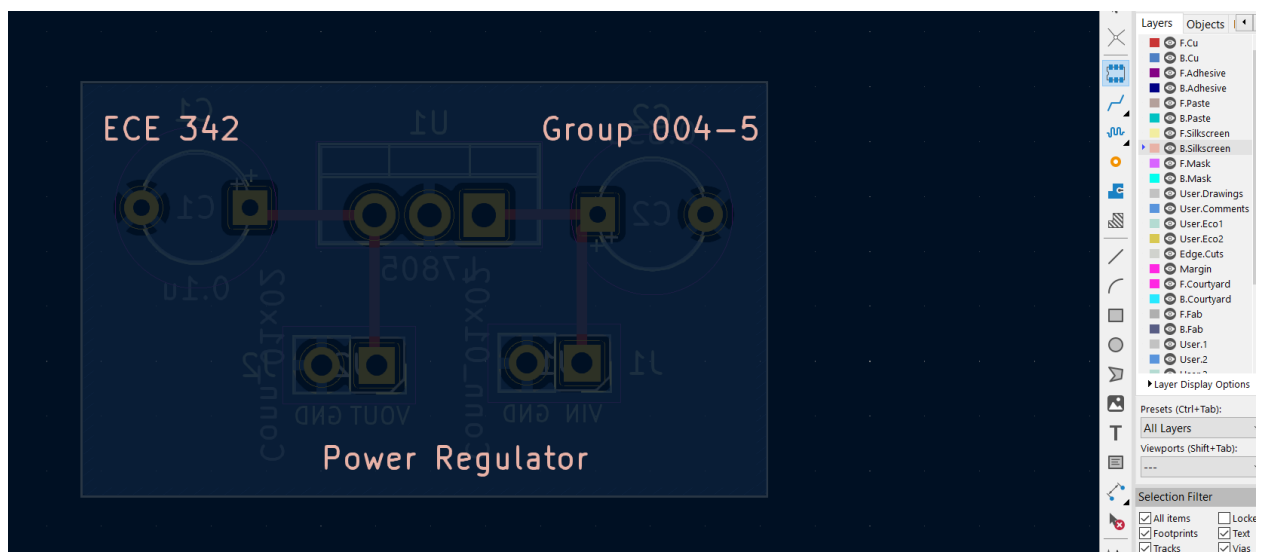 Layers Objects
F.Cu
B.Cu
F.Adhesive
B.Adhesive
F.Paste
B.Paste
F.Silkscreen
B.Silkscreen
F.Mask
B.Mask
User.Drawings
User.Comments
User.Eco1
User.Eco2
Edge.Cuts
Margin
F.Courtyard
B.Courtyard
F.Fab
B.Fab
User.1
User.2
Layer Display Options
Presets (Ctrl+Tab):
All Layers
Viewports (Shift+Tab):
---
Selection Filter
All items
Footprints Text
Tracks Vias
C1 U1 C2
ECE 342 Group 004-5
C1 C2
0.1u
L7805
Conn_01x02 Conn_01x02
J2 J1
GND VOUT GND VIN
Power Regulator